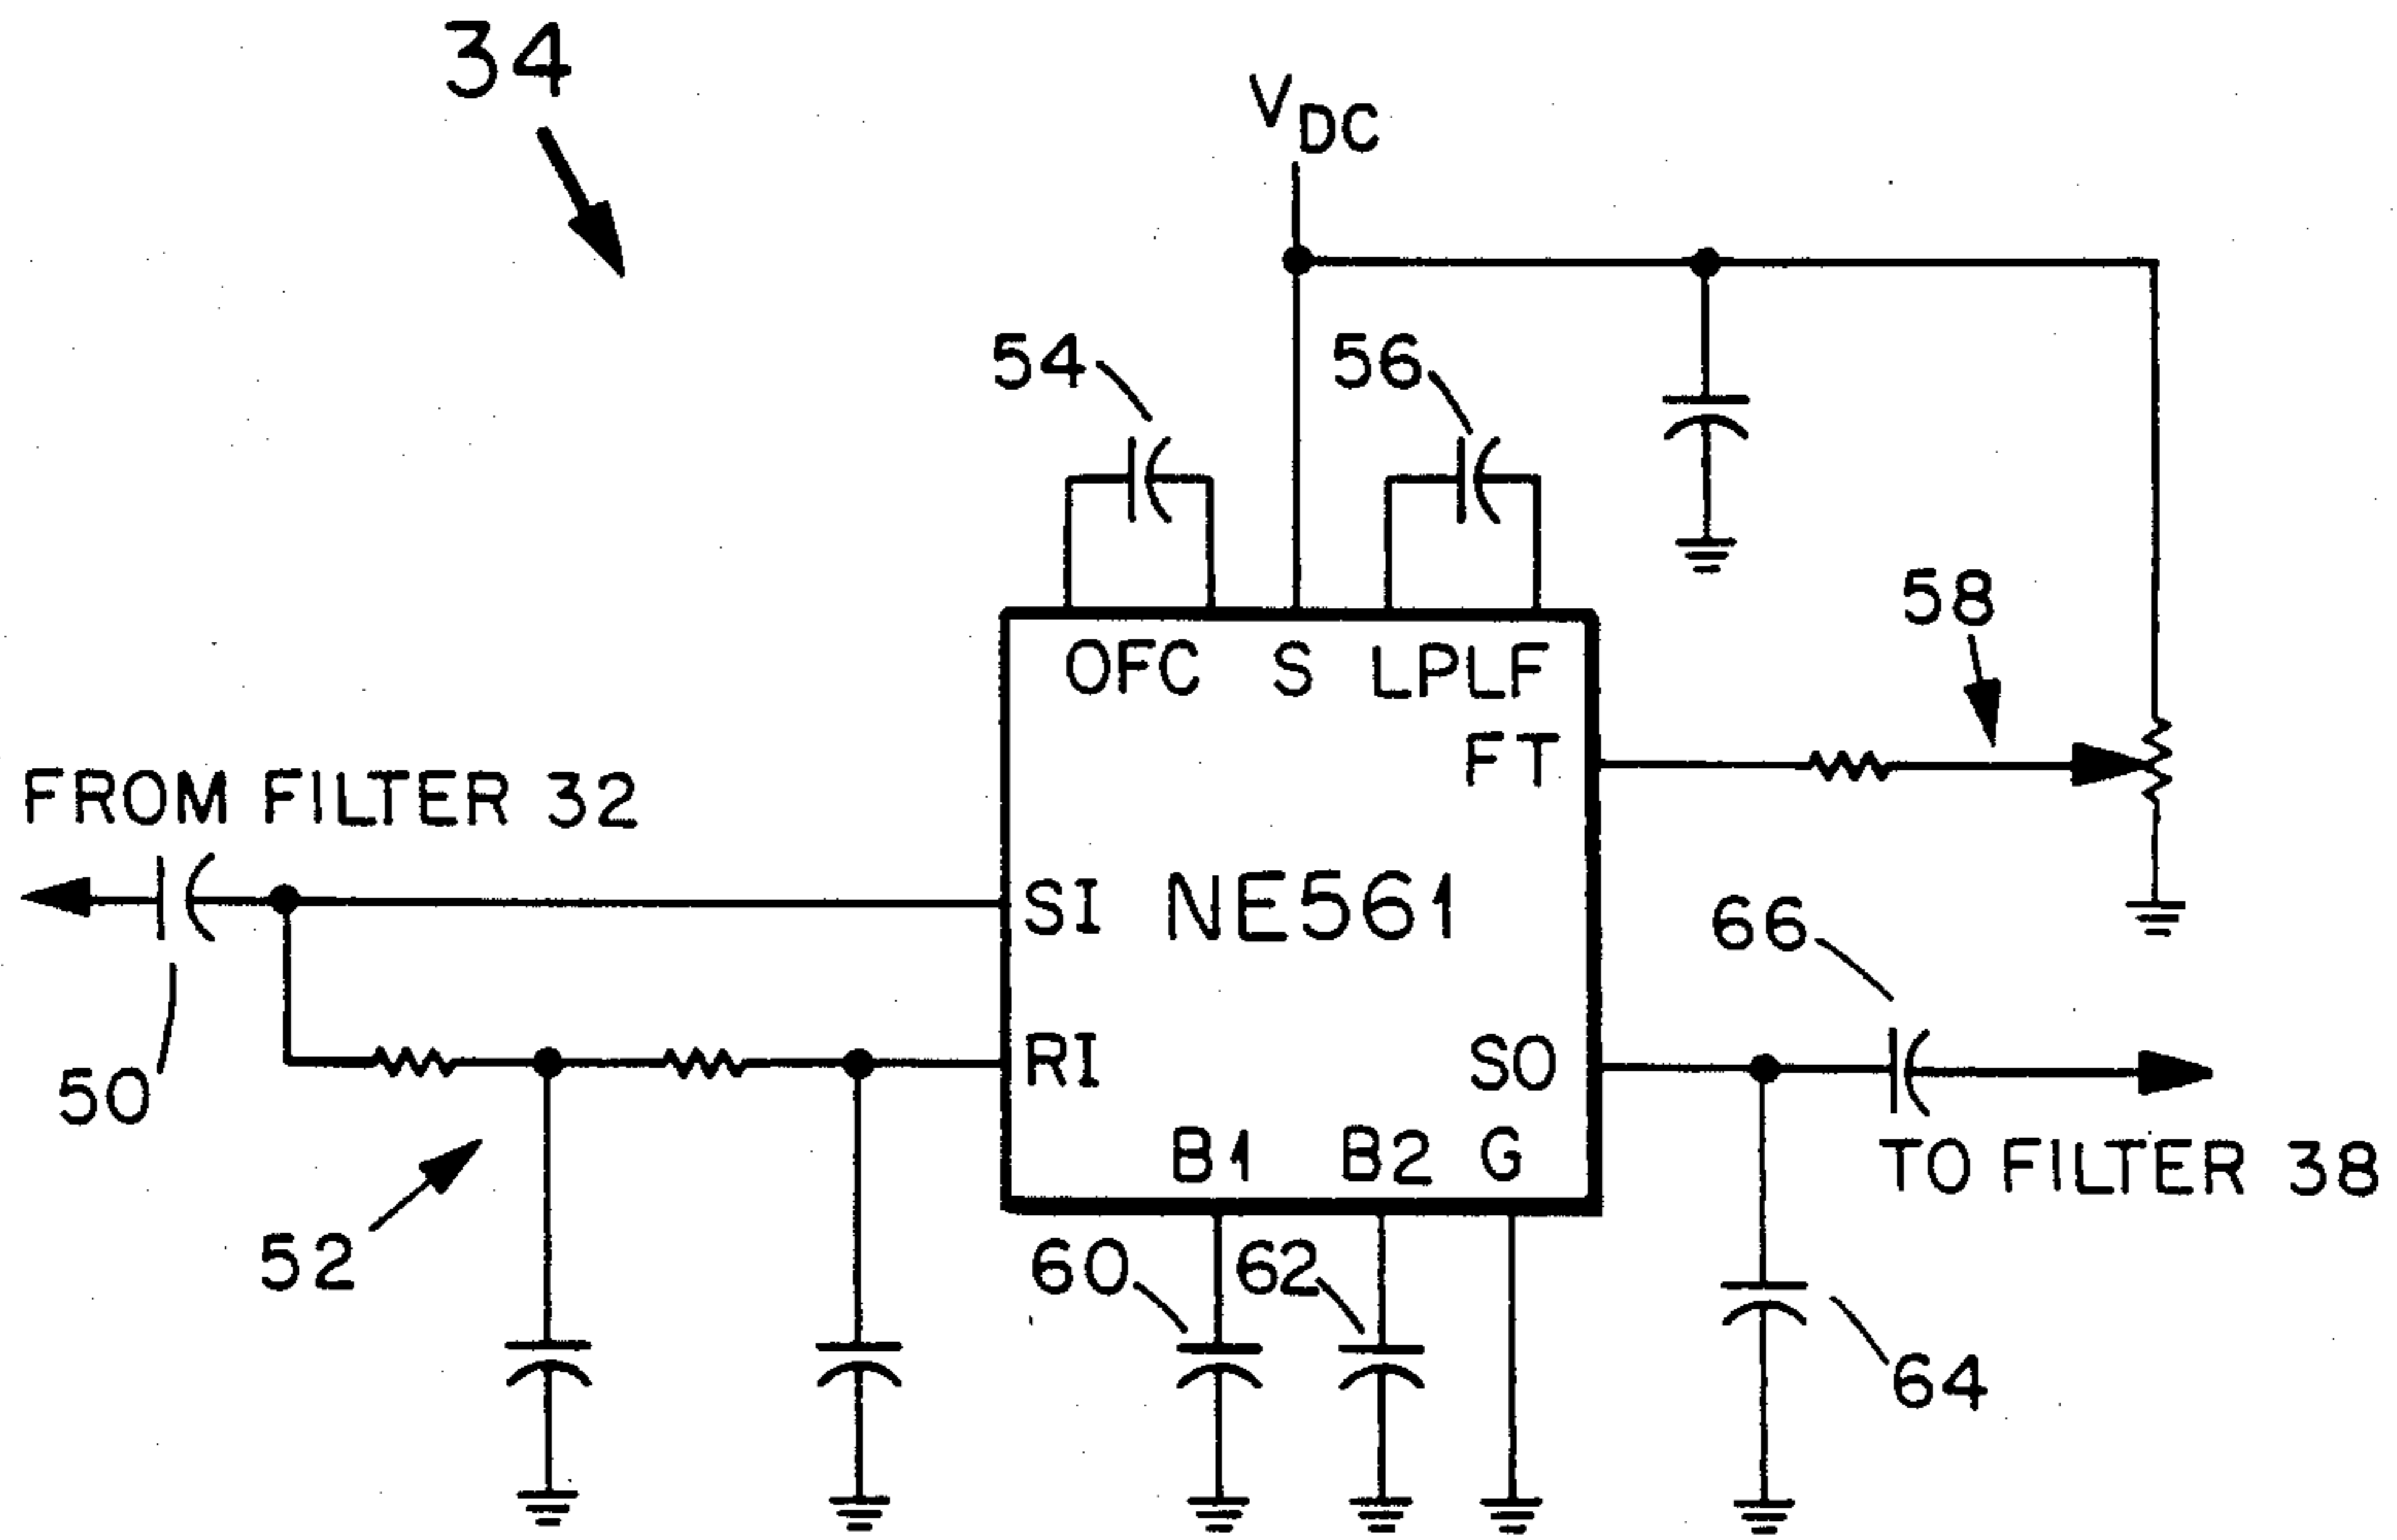 34
VDC
54
56
58
OFC S LPLF
FT
FROM FILTER 32
SI NE561
66
50
RI
SO
B1 B2 G
TO FILTER 38
52
60
62
64